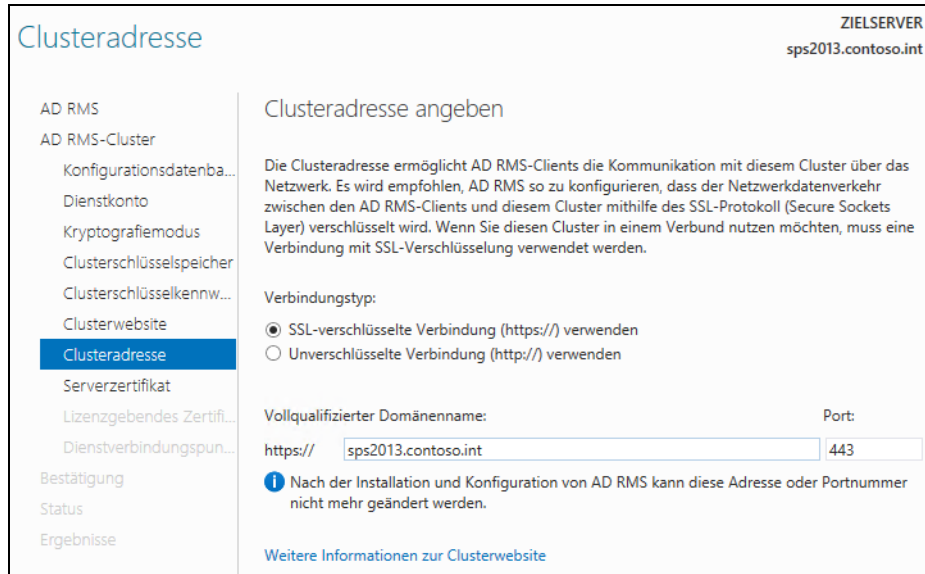 Clusteradresse
ZIELSERVER
sps2013.contoso.int
AD RMS
AD RMS-Cluster
Konfigurationsdatenba...
Dienstkonto
Kryptografiemodus
Clusterschlüsselspeicher
Clusterschlüsselkennw...
Clusterwebsite
Clusteradresse
Serverzertifikat
Lizenzgebendes Zertifi...
Dienstverbindungspun...
Bestätigung
Status
Ergebnisse
Clusteradresse angeben
Die Clusteradresse ermöglicht AD RMS-Clients die Kommunikation mit diesem Cluster über das
Netzwerk. Es wird empfohlen, AD RMS so zu konfigurieren, dass der Netzwerkdatenverkehr
zwischen den AD RMS-Clients und diesem Cluster mithilfe des SSL-Protokoll (Secure Sockets
Layer) verschlüsselt wird. Wenn Sie diesen Cluster in einem Verbund nutzen möchten, muss eine
Verbindung mit SSL-Verschlüsselung verwendet werden.
Verbindungstyp:
SSL-verschlüsselte Verbindung (https://) verwenden
Unverschlüsselte Verbindung (http://) verwenden
Vollqualifizierter Domänenname: Port:
https:// sps2013.contoso.int 443
Nach der Installation und Konfiguration von AD RMS kann diese Adresse oder Portnummer
nicht mehr geändert werden.
Weitere Informationen zur Clusterwebsite